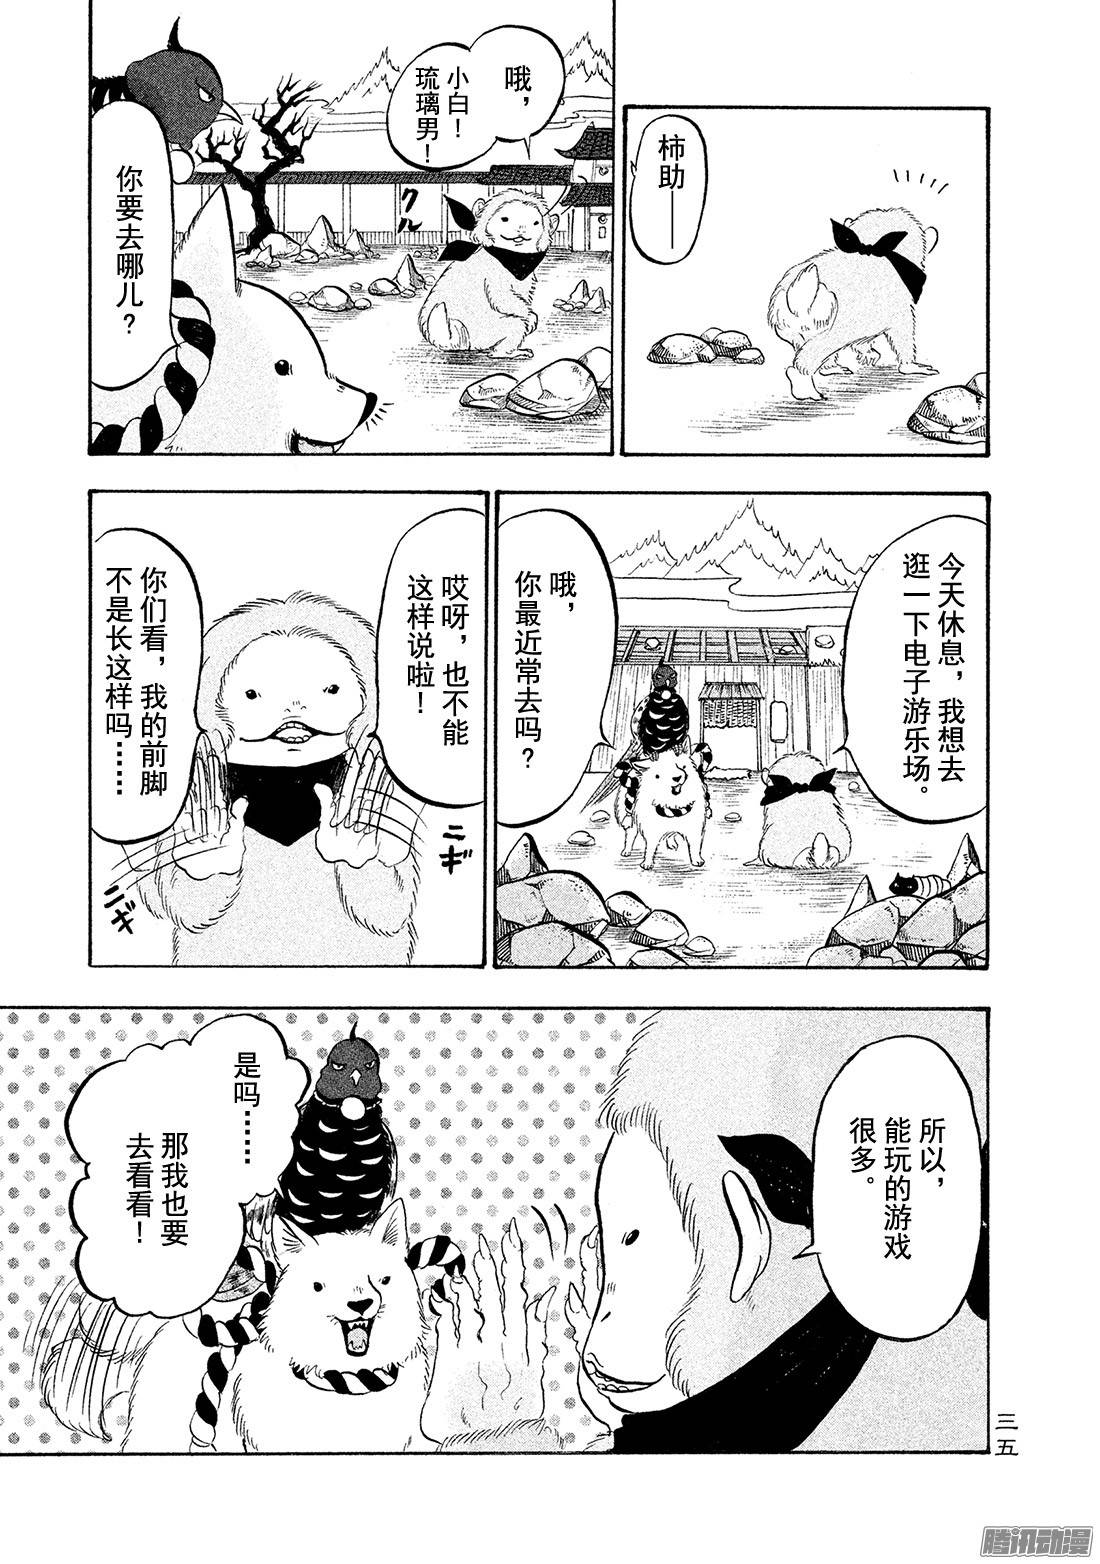 柿助——
哦，
小白！
琉璃男！
クル
你要去哪儿？
今天休息，我想去
逛一下电子游乐场。
哦，
你最近常去吗？
哎呀，也不能
这样说啦！
你们看，我的前脚
不是长这样吗……
ニギ
ニギ
所以，
能玩的游戏
很多。
是吗……
那我也要
去看看！
三五
腾讯动漫